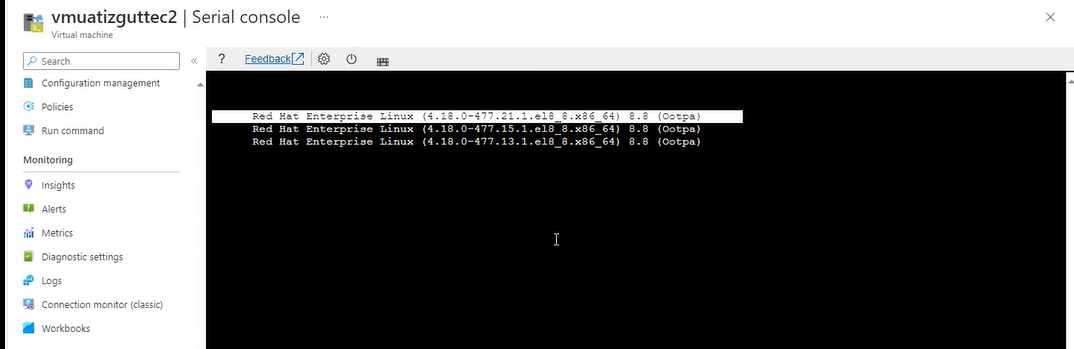 vmuatizguttec2 | Serial console ...
Virtual machine
Search
«
? Feedback
Configuration management
Policies
Run command
Monitoring
Insights
Alerts
Metrics
Diagnostic settings
Logs
Connection monitor (classic)
Workbooks
Red Hat Enterprise Linux (4.18.0-477.21.1.el8_8.x86_64) 8.8 (Ootpa)
Red Hat Enterprise Linux (4.18.0-477.15.1.el8_8.x86_64) 8.8 (Ootpa)
Red Hat Enterprise Linux (4.18.0-477.13.1.el8_8.x86_64) 8.8 (Ootpa)